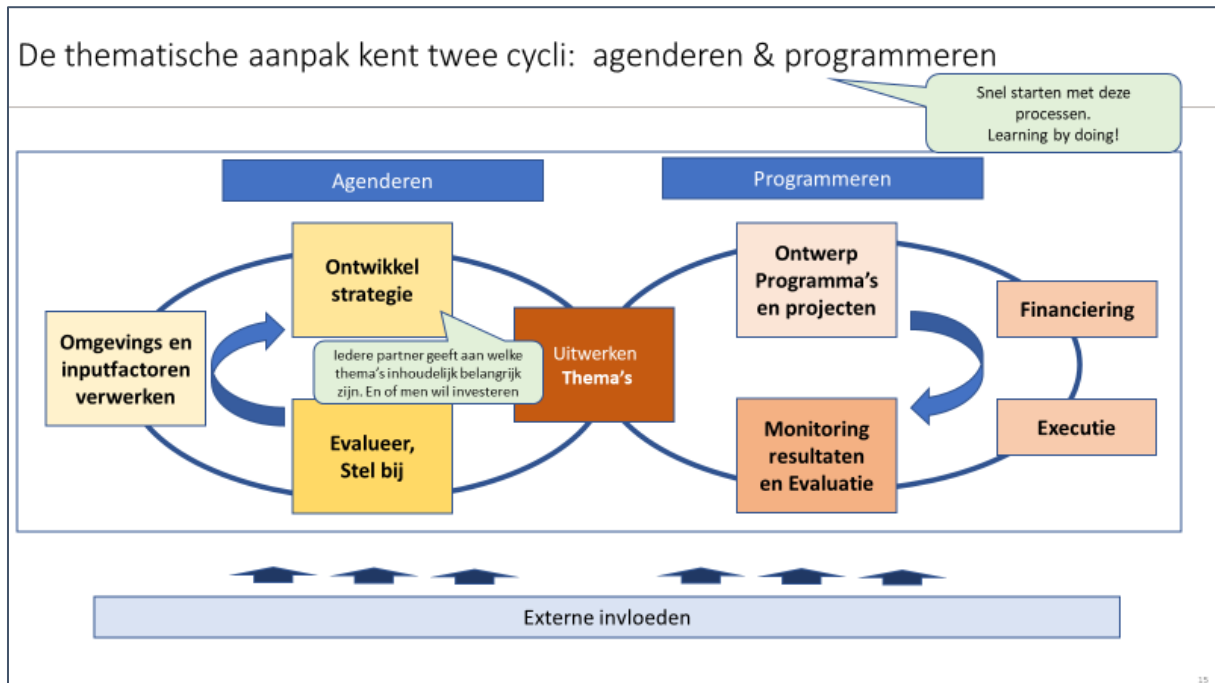 De thematische aanpak kent twee cycli:  agenderen & programmeren
Snel starten met deze
processen.
Learning by doing!
Agenderen
Programmeren
Ontwikkel
strategie
Omgevings en
inputfactoren
verwerken
Iedere partner geeft aan welke
thema's inhoudelijk belangrijk
zijn. En of men wil investeren
Evalueer,
Stel bij
Uitwerken
Thema's
Ontwerp
Programma's
en projecten
Financiering
Executie
Monitoring
resultaten
en Evaluatie
Externe invloeden
15